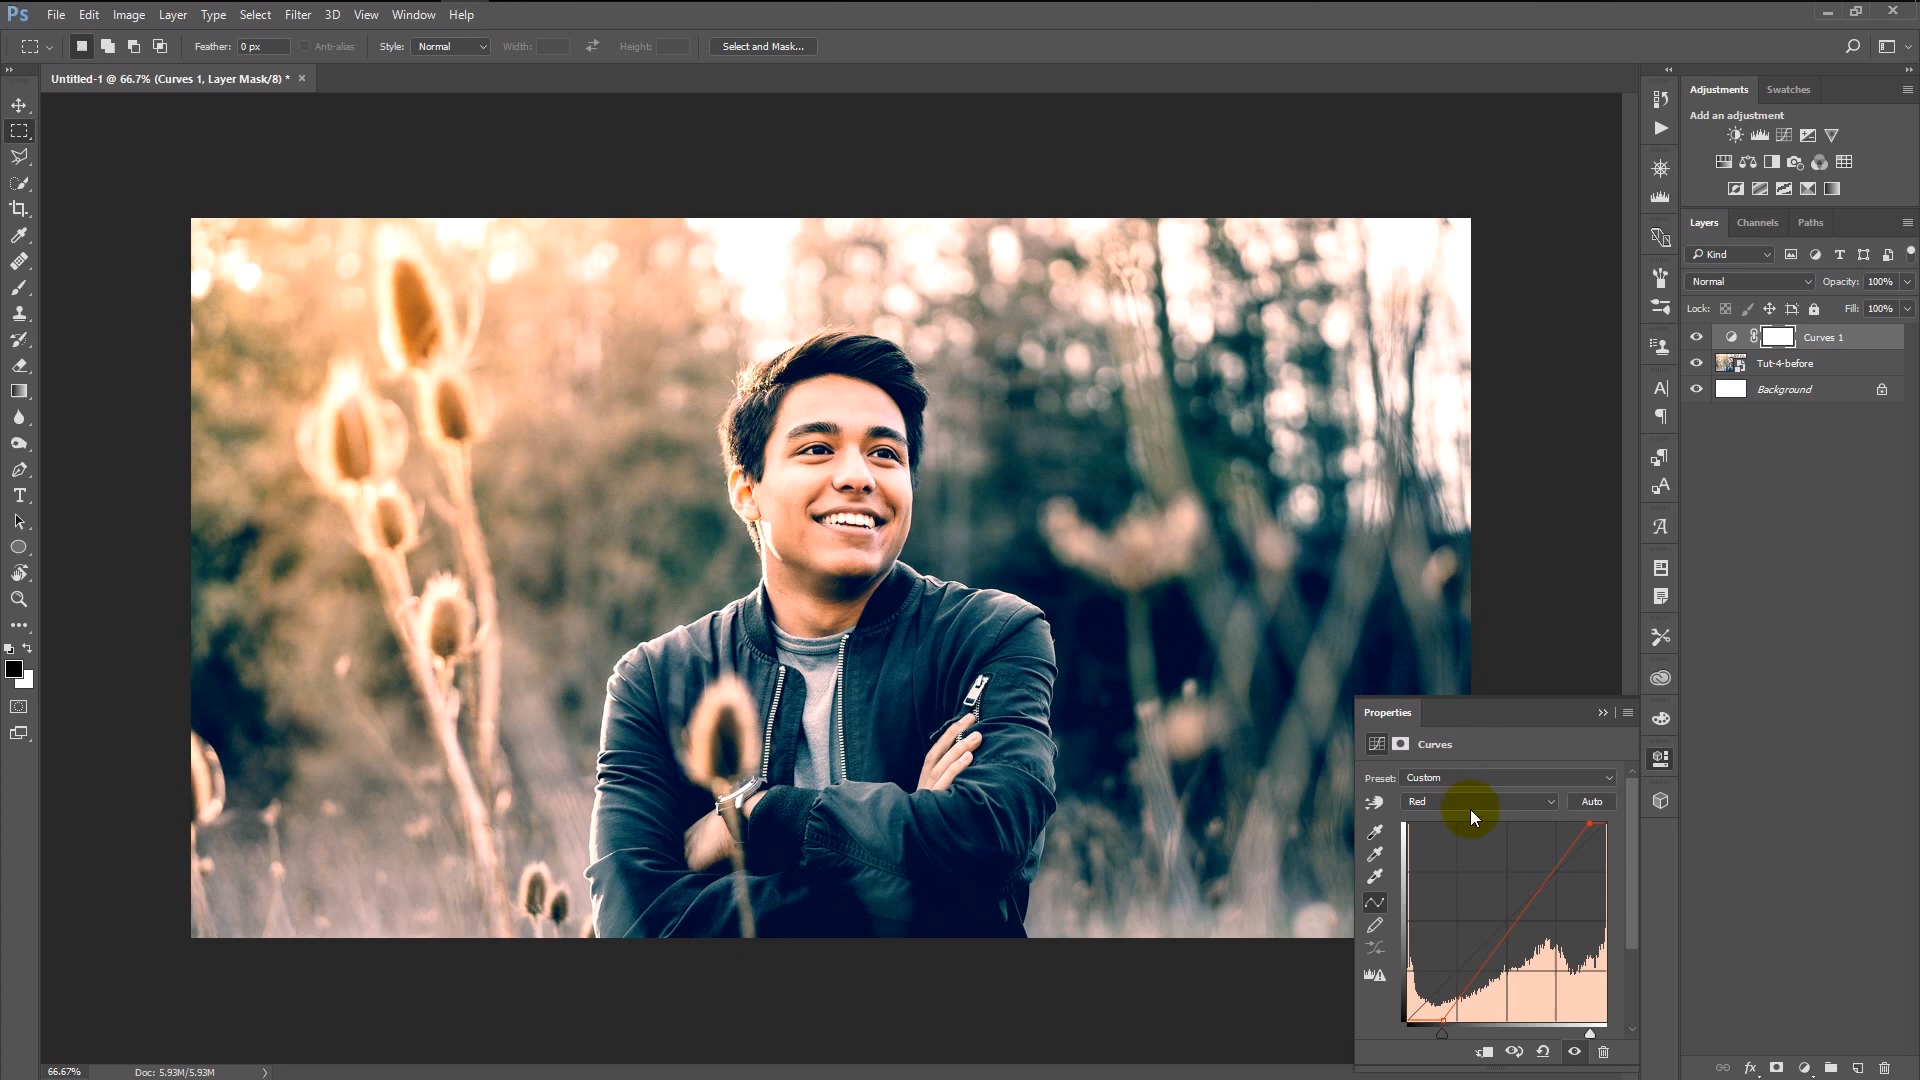 Ps File Edit Image Layer Type Select Filter 3D View Window Help
Feather: 0 px Anti-alias Style: Normal Width: Height: Select and Mask...
Untitled-1 @ 66.7% (Curves 1, Layer Mask/8) * ×
Adjustments Swatches
Add an adjustment
Layers Channels Paths
Kind
Normal Opacity: 100%
Lock: Fill: 100%
Curves 1
Tut-4-before
Background
Properties
Curves
Preset: Custom
Red Auto
66.67% Doc: 5.93M/5.93M